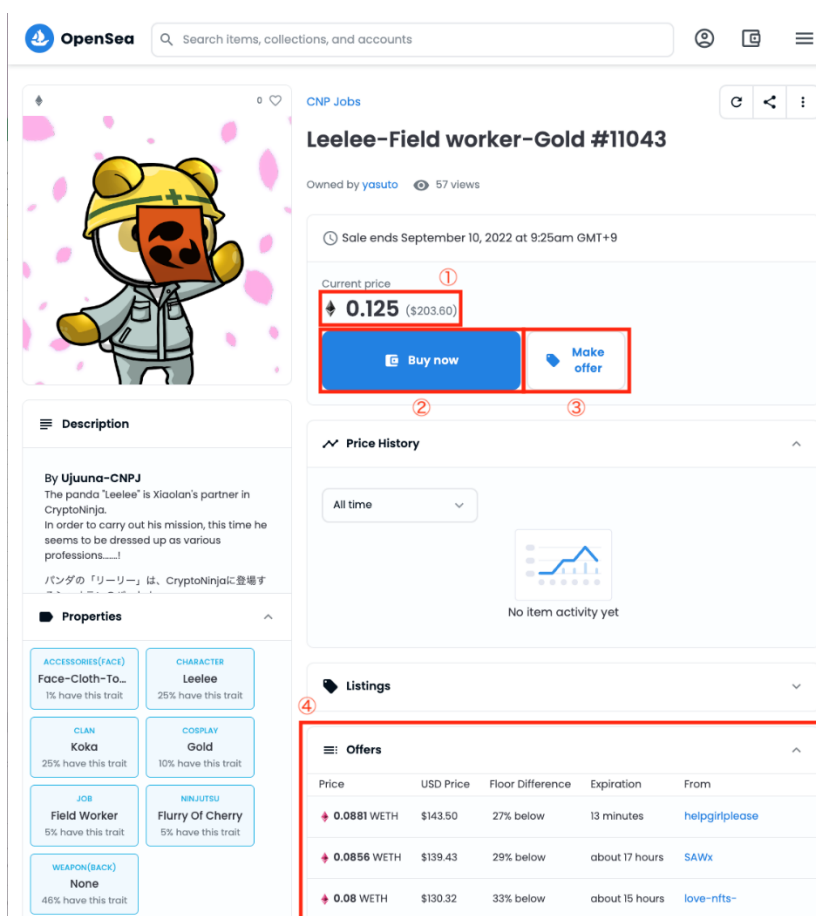 OpenSea
Search items, collections, and accounts
0
CNP Jobs
Leelee-Field worker-Gold #11043
Owned by yasuto 57 views
Sale ends September 10, 2022 at 9:25am GMT+9
Current price
①
0.125 ($203.60)
Buy now
Make
offer
②
③
Description
By Ujuuna-CNPJ
The panda "Leelee" is Xiaolan's partner in
CryptoNinja.
In order to carry out his mission, this time he
seems to be dressed up as various
professions……!
パンダの「リーリー」は、CryptoNinjaに登場す
Properties
ACCESSORIES(FACE)
Face-Cloth-To...
1% have this trait
CHARACTER
Leelee
25% have this trait
CLAN
Koka
25% have this trait
COSPLAY
Gold
10% have this trait
JOB
Field Worker
5% have this trait
NINJUTSU
Flurry Of Cherry
5% have this trait
WEAPON(BACK)
None
46% have this trait
Price History
All time
No item activity yet
Listings
④
Offers
Price USD Price Floor Difference Expiration From
0.0881 WETH $143.50 27% below 13 minutes helpgirlplease
0.0856 WETH $139.43 29% below about 17 hours SAWx
0.08 WETH $130.32 33% below about 15 hours love-nfts-